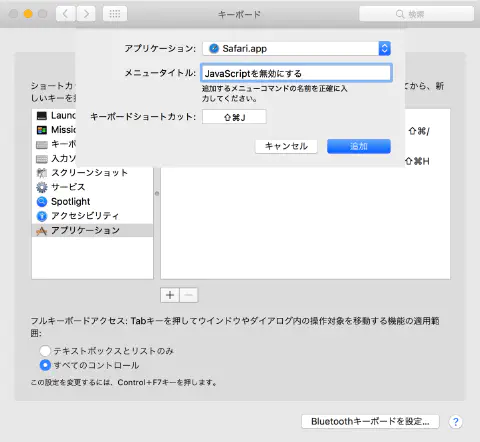 キーボード
検索
アプリケーション:
Safari.app
メニュータイトル:
JavaScriptを無効にする
追加するメニューコマンドの名前を正確に入
力してください。
キーボードショートカット:
⇧⌘J
キャンセル
追加
ショートカ
てから、新
しいキーを
Laun
Mission
⇧⌘/
キーボ
入力ソ
⇧⌘H
スクリーンショット
サービス
Spotlight
アクセシビリティ
アプリケーション
+
−
フルキーボードアクセス: Tabキーを押してウインドウやダイアログ内の操作対象を移動する機能の適用範
囲:
テキストボックスとリストのみ
すべてのコントロール
この設定を変更するには、Control+F7キーを押します。
Bluetoothキーボードを設定...
?